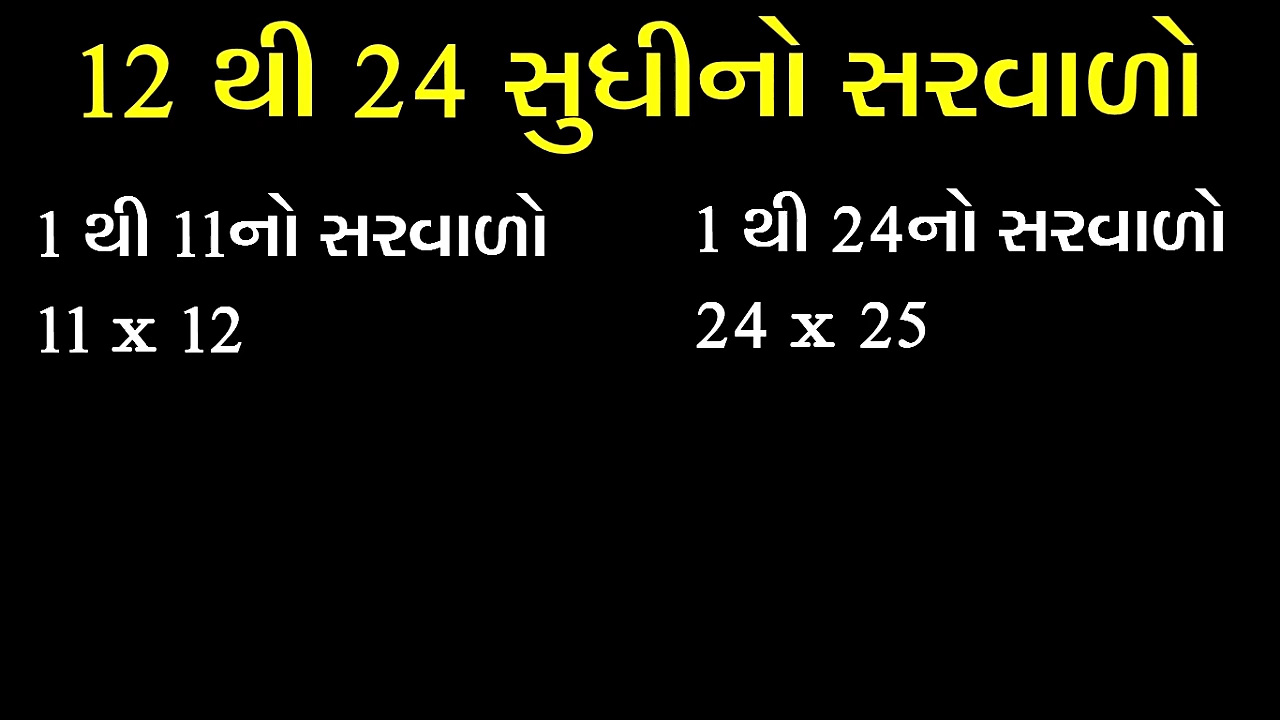 12 થી 24 સુધીનો સરવાળો
1 થી 11નો સરવાળો
11 x 12
1 થી 24નો સરવાળો
24 x 25